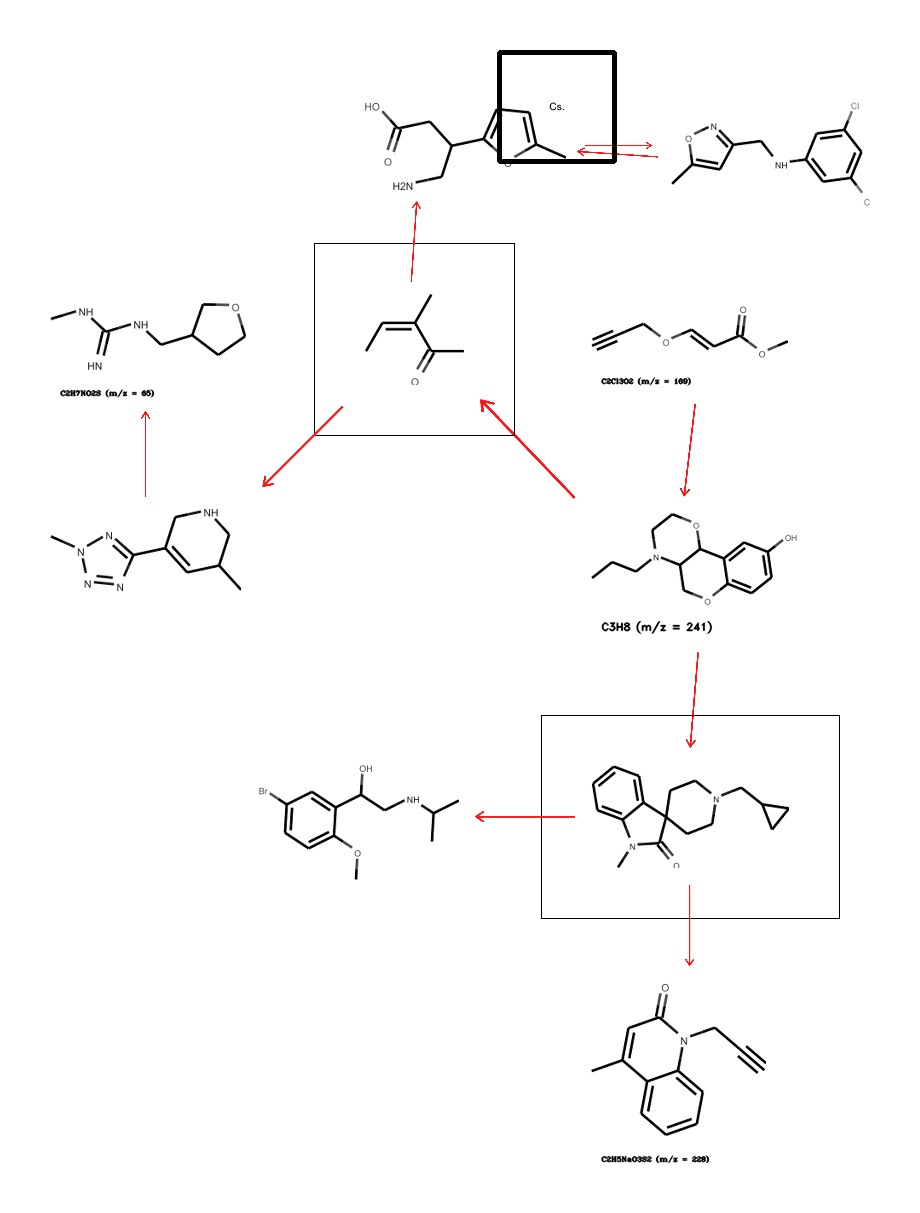 Cs.
HO
O
H2N
O
O
N
NH
Cl
C
NH
NH
HN
O
C2H7NO2S (m/z = 65)
O
O
O
O
C2Cl3O2 (m/z = 169)
N
N
N
N
NH
O
N
O
OH
C3H8 (m/z = 241)
Br
OH
NH
O
N
N
O
O
N
C2H5NaO3S2 (m/z = 228)